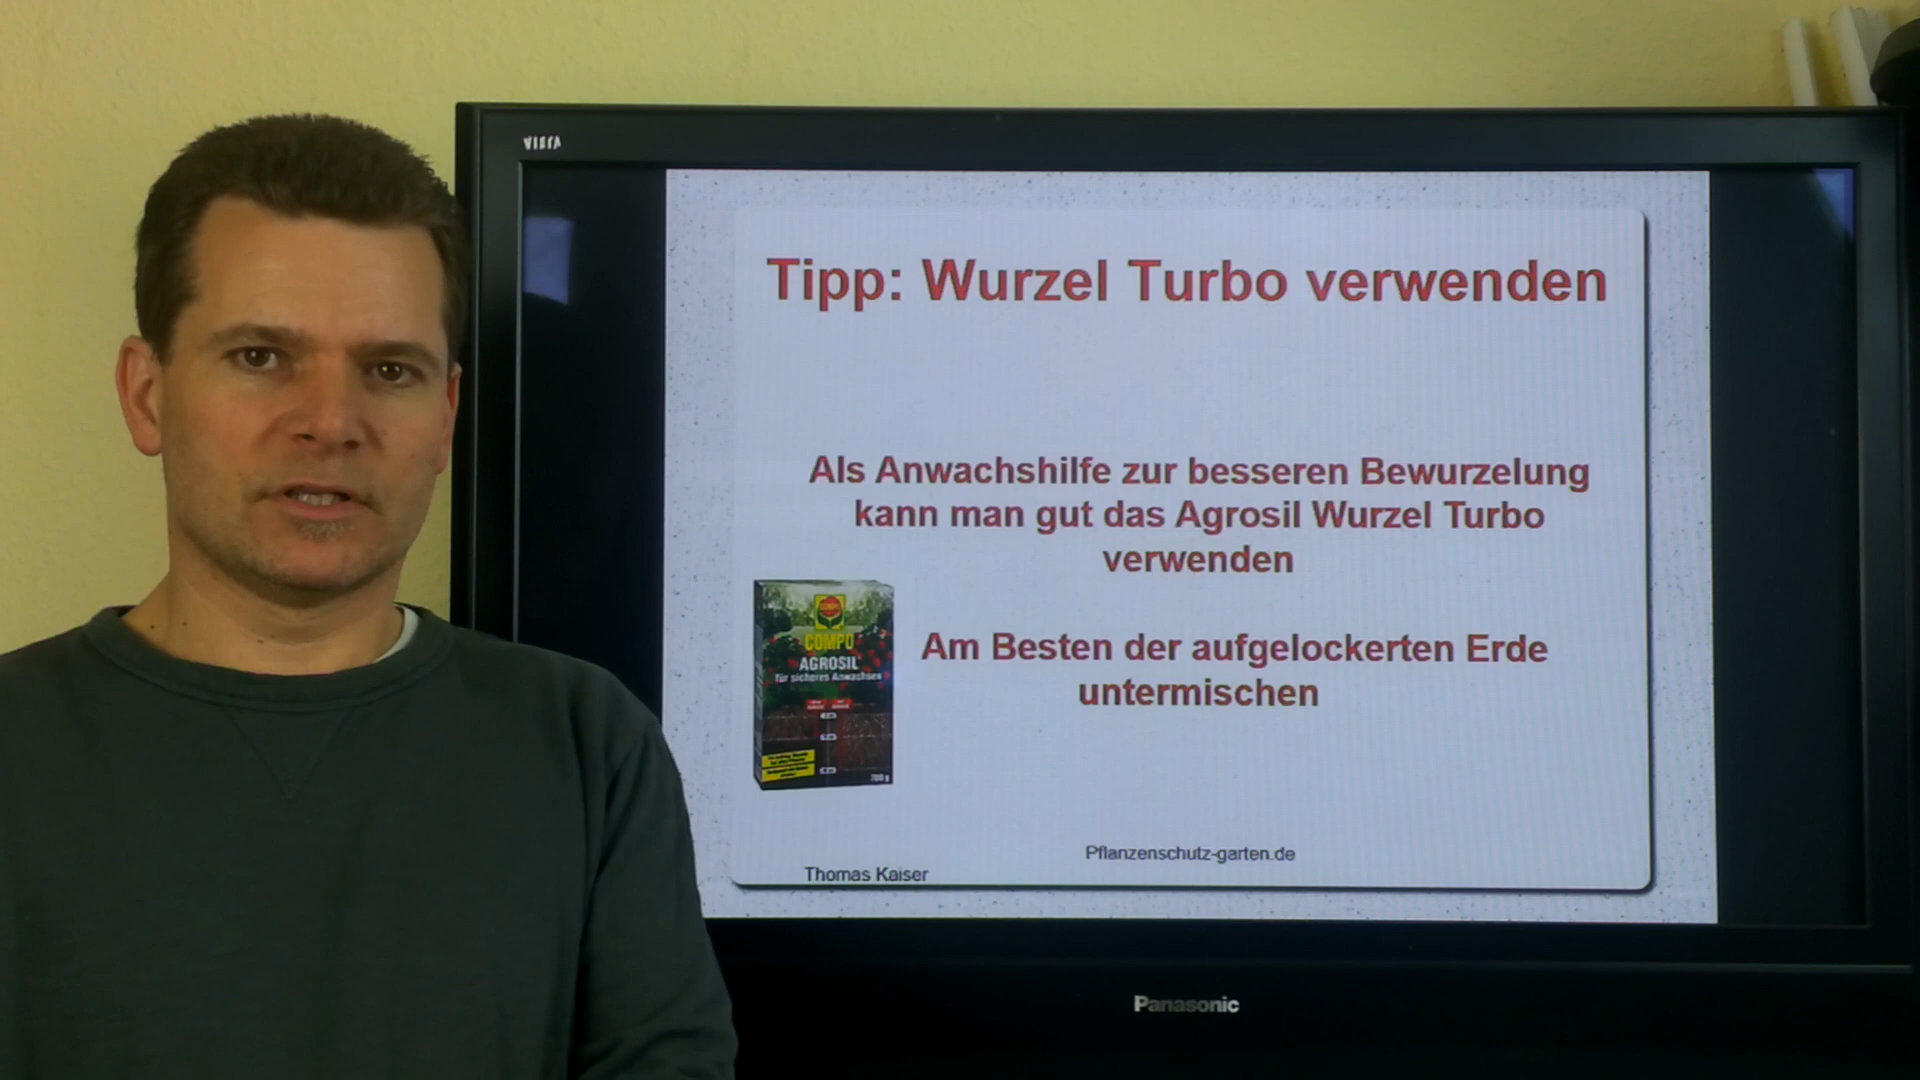 VIERA
Tipp: Wurzel Turbo verwenden
Als Anwachshilfe zur besseren Bewurzelung
kann man gut das Agrosil Wurzel Turbo
verwenden
Am Besten der aufgelockerten Erde
untermischen
COMPO
AGROSIL
für sicheres Anwachsen
700 g
Pflanzenschutz-garten.de
Thomas Kaiser
Panasonic